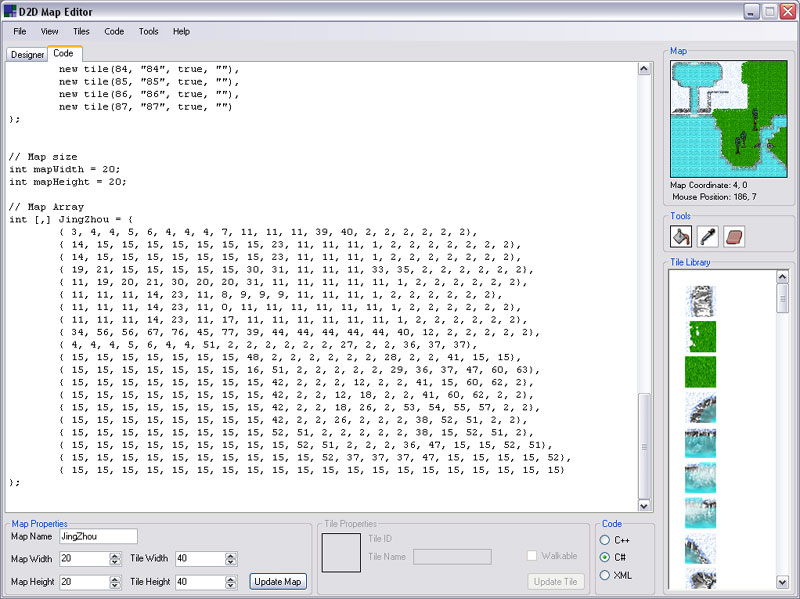 D2D Map Editor
File View Tiles Code Tools Help
Designer Code
new tile(84, "84", true, ""),
new tile(85, "85", true, ""),
new tile(86, "86", true, ""),
new tile(87, "87", true, "")
);
// Map size
int mapWidth = 20;
int mapHeight = 20;
// Map Array
int [,] JingZhou = {
{ 3, 4, 4, 5, 6, 4, 4, 4, 7, 11, 11, 11, 39, 40, 2, 2, 2, 2, 2, 2},
{ 14, 15, 15, 15, 15, 15, 15, 15, 23, 11, 11, 11, 1, 2, 2, 2, 2, 2, 2, 2},
{ 14, 15, 15, 15, 15, 15, 15, 15, 23, 11, 11, 11, 1, 2, 2, 2, 2, 2, 2, 2},
{ 19, 21, 15, 15, 15, 15, 15, 30, 31, 11, 11, 11, 33, 35, 2, 2, 2, 2, 2, 2},
{ 11, 19, 20, 21, 30, 20, 20, 31, 11, 11, 11, 11, 11, 1, 2, 2, 2, 2, 2, 2},
{ 11, 11, 11, 14, 23, 11, 8, 9, 9, 9, 11, 11, 11, 1, 2, 2, 2, 2, 2, 2},
{ 11, 11, 11, 14, 23, 11, 0, 11, 11, 11, 11, 11, 11, 1, 2, 2, 2, 2, 2, 2},
{ 11, 11, 11, 14, 23, 11, 17, 11, 11, 11, 11, 11, 11, 1, 2, 2, 2, 2, 2, 2},
{ 34, 56, 56, 67, 76, 45, 77, 39, 44, 44, 44, 44, 44, 40, 12, 2, 2, 2, 2, 2},
{ 4, 4, 4, 5, 6, 4, 4, 51, 2, 2, 2, 2, 2, 2, 27, 2, 2, 36, 37, 37},
{ 15, 15, 15, 15, 15, 15, 15, 48, 2, 2, 2, 2, 2, 2, 28, 2, 2, 41, 15, 15},
{ 15, 15, 15, 15, 15, 15, 15, 16, 51, 2, 2, 2, 2, 2, 29, 36, 37, 47, 60, 63},
{ 15, 15, 15, 15, 15, 15, 15, 15, 42, 2, 2, 2, 12, 2, 2, 41, 15, 60, 62, 2},
{ 15, 15, 15, 15, 15, 15, 15, 15, 42, 2, 2, 12, 18, 2, 2, 41, 60, 62, 2, 2},
{ 15, 15, 15, 15, 15, 15, 15, 15, 42, 2, 2, 18, 26, 2, 53, 54, 55, 57, 2, 2},
{ 15, 15, 15, 15, 15, 15, 15, 15, 42, 2, 2, 26, 2, 2, 2, 38, 52, 51, 2, 2},
{ 15, 15, 15, 15, 15, 15, 15, 15, 52, 51, 2, 2, 2, 2, 2, 38, 15, 52, 51, 2},
{ 15, 15, 15, 15, 15, 15, 15, 15, 15, 52, 51, 2, 2, 2, 36, 47, 15, 15, 52, 51},
{ 15, 15, 15, 15, 15, 15, 15, 15, 15, 15, 52, 37, 37, 37, 47, 15, 15, 15, 15, 52},
{ 15, 15, 15, 15, 15, 15, 15, 15, 15, 15, 15, 15, 15, 15, 15, 15, 15, 15, 15, 15}
};
Map
Map Coordinate: 4, 0
Mouse Position: 186, 7
Tools
Tile Library
Map Properties
Map Name JingZhou
Map Width 20 Tile Width 40
Map Height 20 Tile Height 40 Update Map
Tile Properties
Tile ID
Tile Name
Walkable
Update Tile
Code
C++
C#
XML